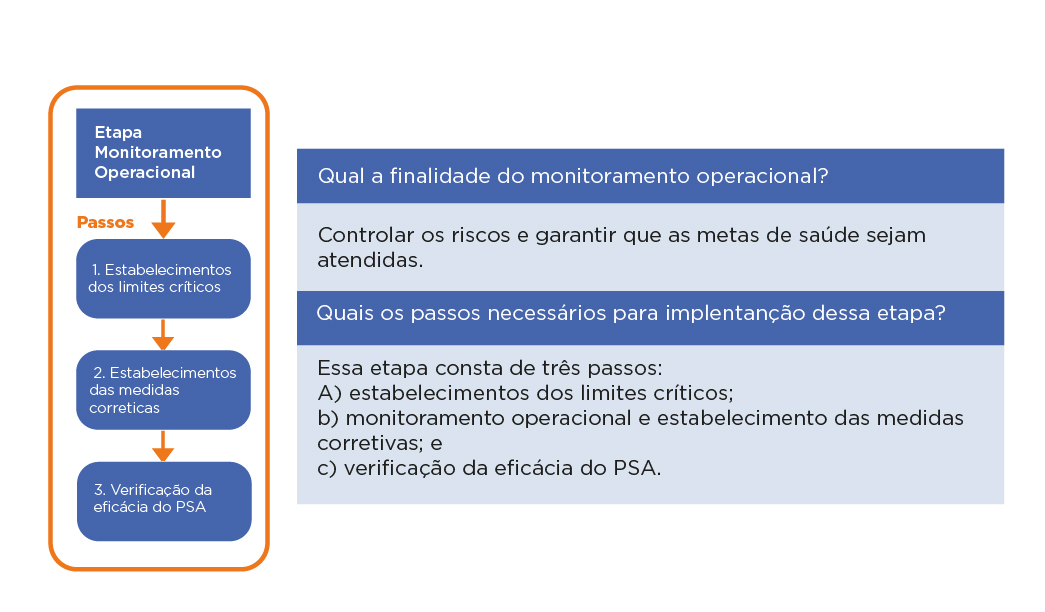 Etapa
Monitoramento
Operacional
Passos
1. Estabelecimentos
dos limites críticos
2. Estabelecimentos
das medidas
correticas
3. Verificação da
eficácia do PSA
Qual a finalidade do monitoramento operacional?
Controlar os riscos e garantir que as metas de saúde sejam
atendidas.
Quais os passos necessários para implentanção dessa etapa?
Essa etapa consta de três passos:
A) estabelecimentos dos limites críticos;
b) monitoramento operacional e estabelecimento das medidas
corretivas; e
c) verificação da eficácia do PSA.